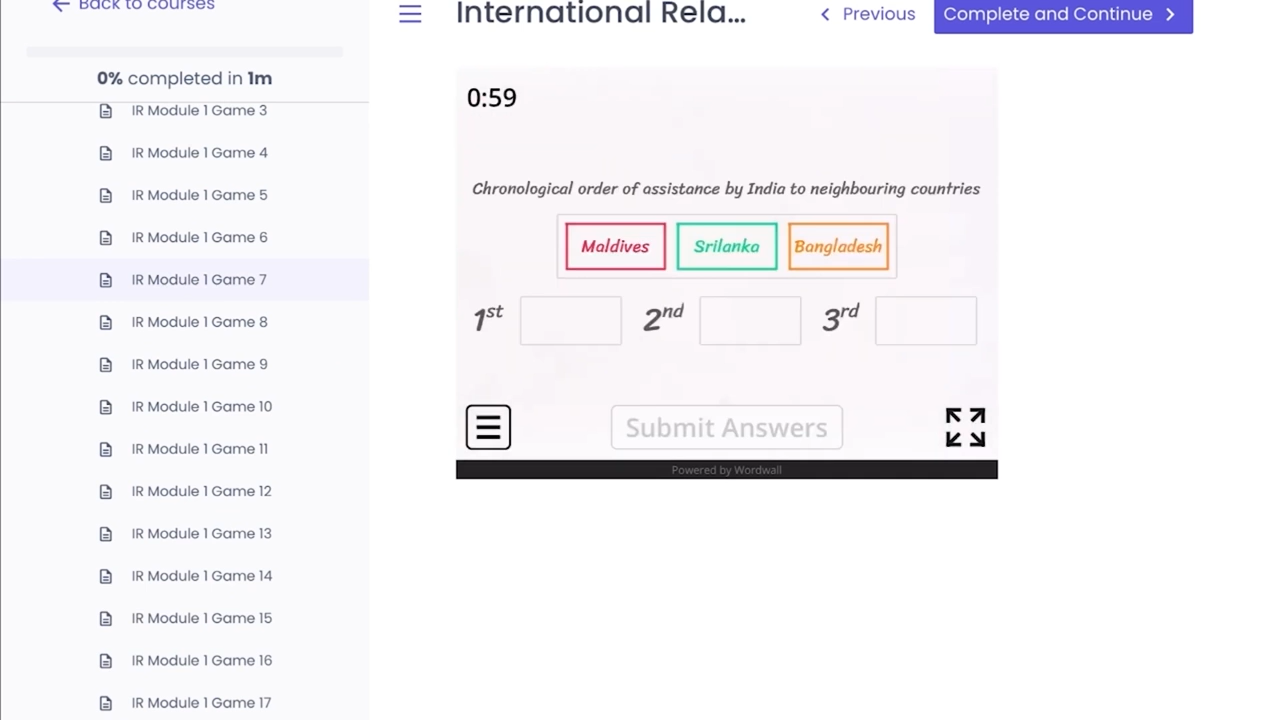 Back to courses
0% completed in 1m
IR Module 1 Game 3
IR Module 1 Game 4
IR Module 1 Game 5
IR Module 1 Game 6
IR Module 1 Game 7
IR Module 1 Game 8
IR Module 1 Game 9
IR Module 1 Game 10
IR Module 1 Game 11
IR Module 1 Game 12
IR Module 1 Game 13
IR Module 1 Game 14
IR Module 1 Game 15
IR Module 1 Game 16
IR Module 1 Game 17
International Rela...
Previous
Complete and Continue
0:59
Chronological order of assistance by India to neighbouring countries
Maldives Srilanka Bangladesh
1st 2nd 3rd
Submit Answers
Powered by Wordwall